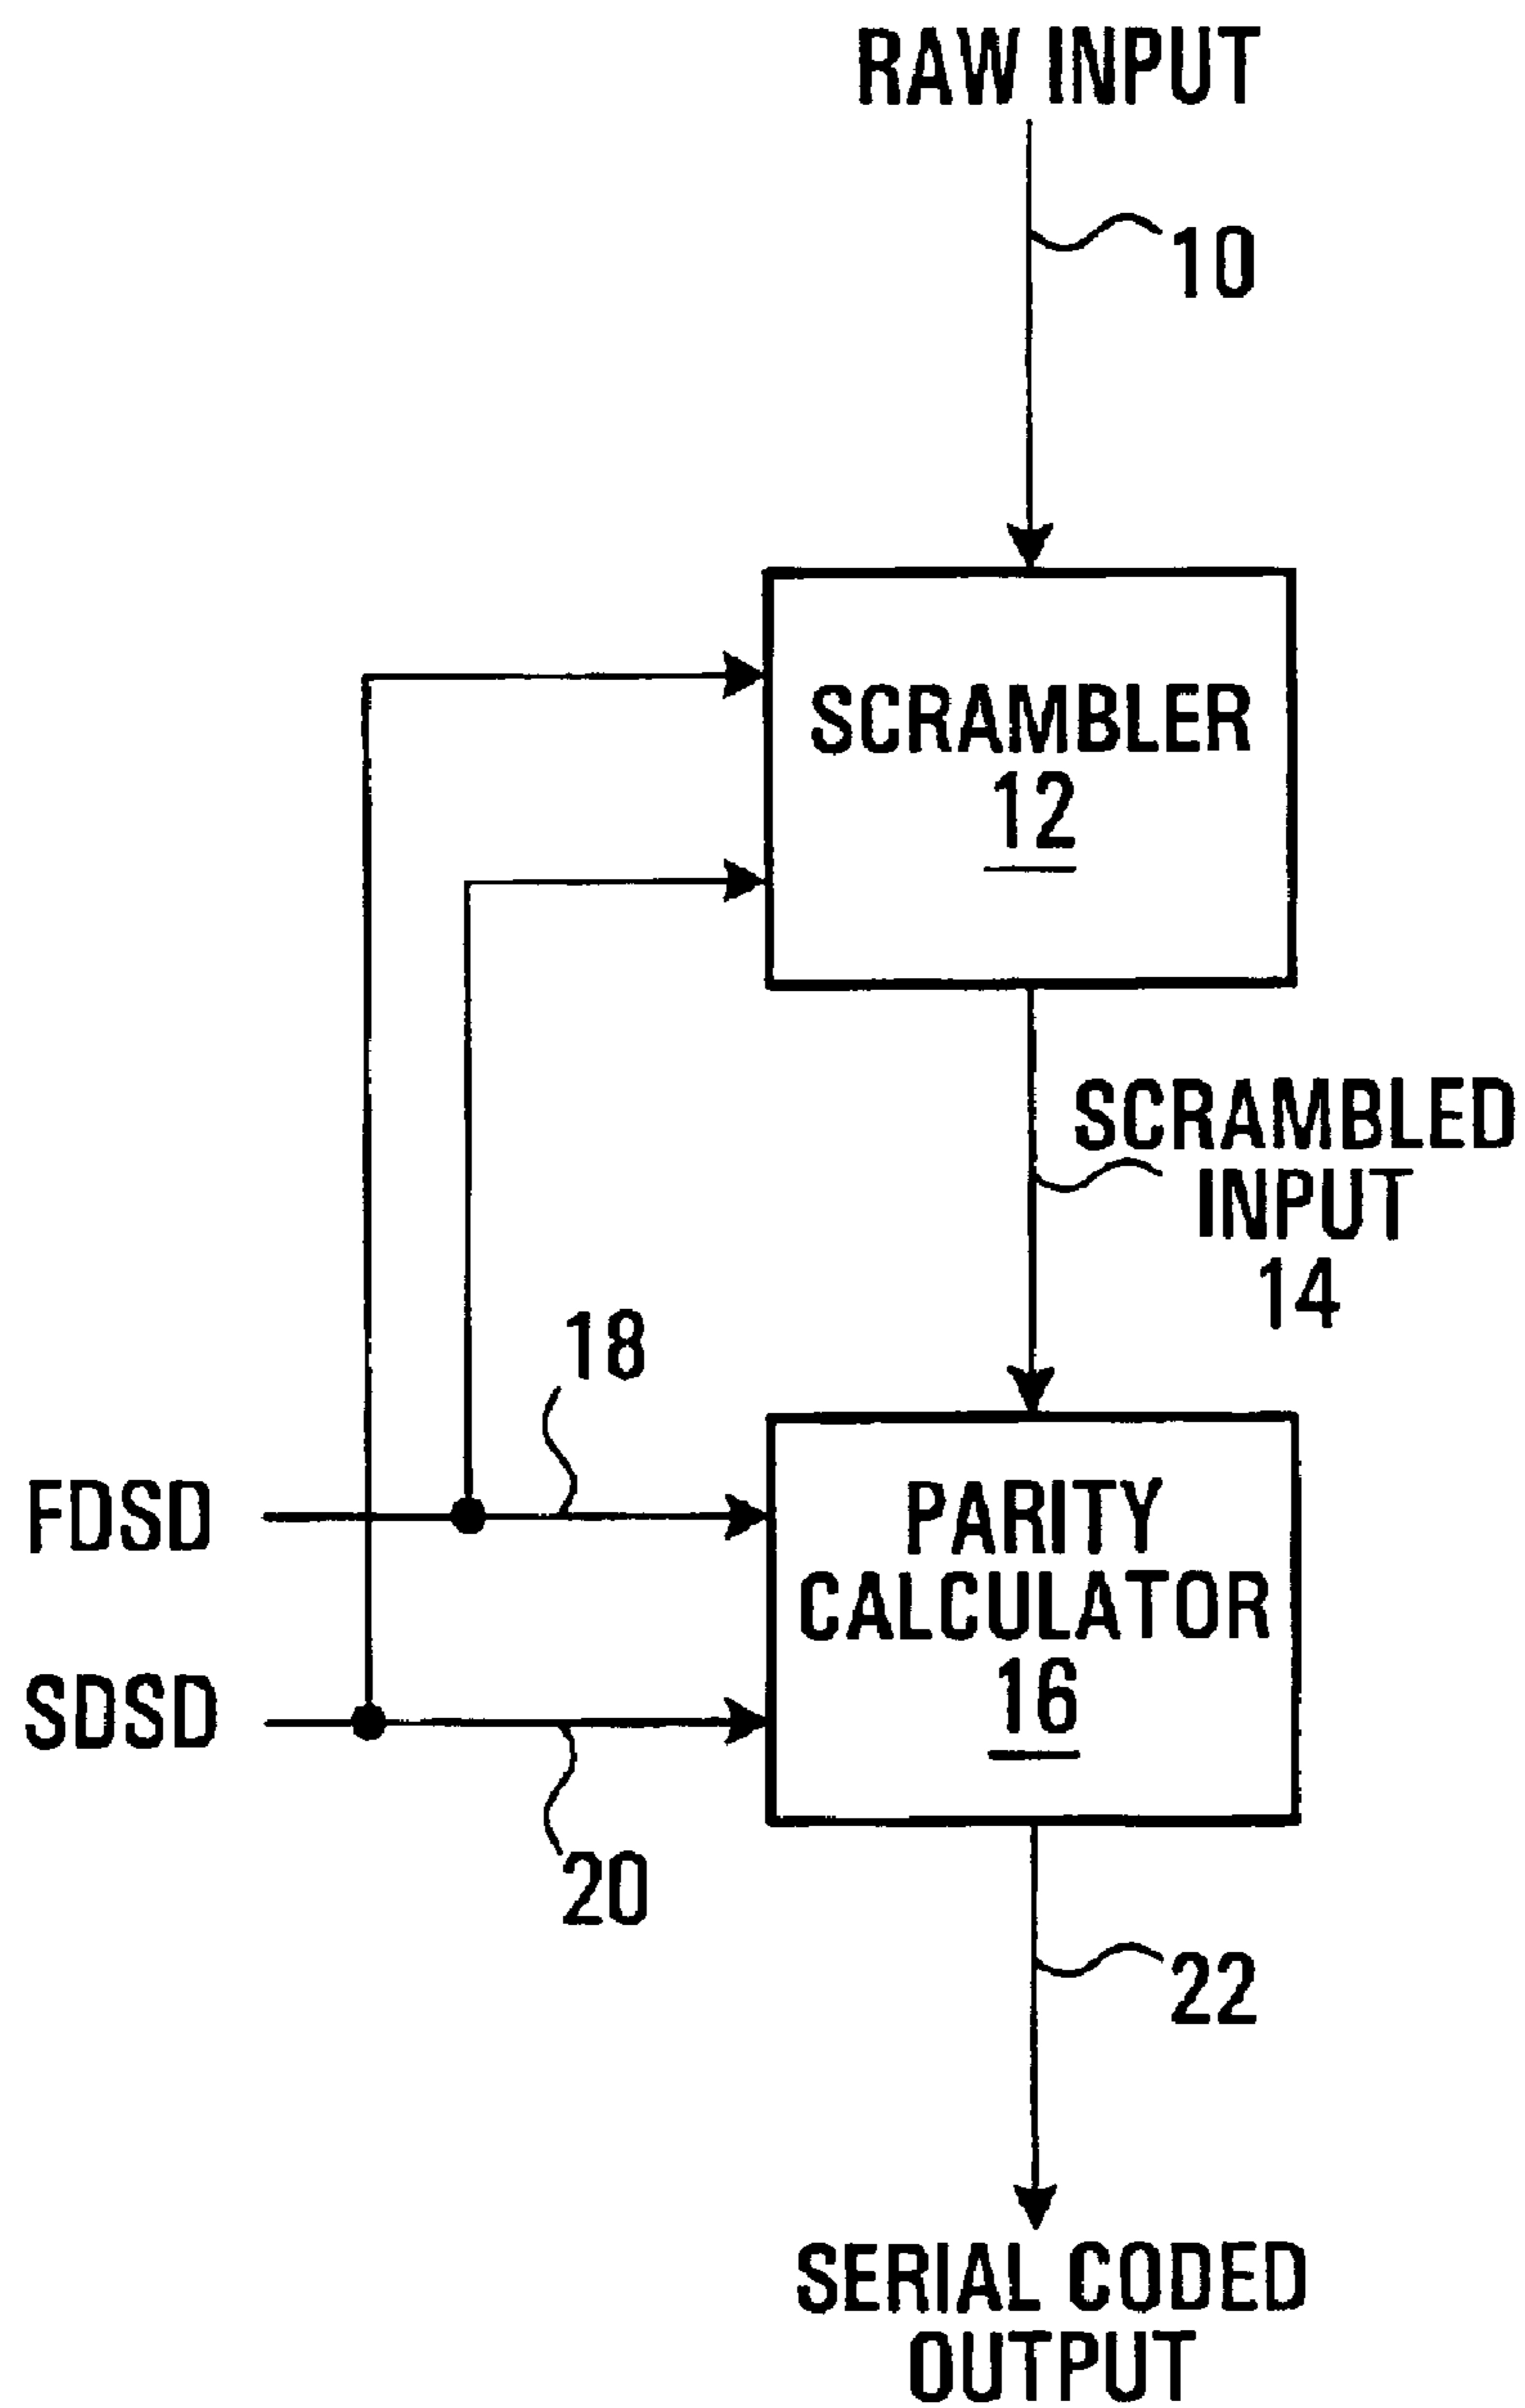 RAW INPUT
10
SCRAMBLER
12
SCRAMBLED
INPUT
14
18
FDSD
PARITY
CALCULATOR
16
SDSD
20
22
SERIAL CODED
OUTPUT